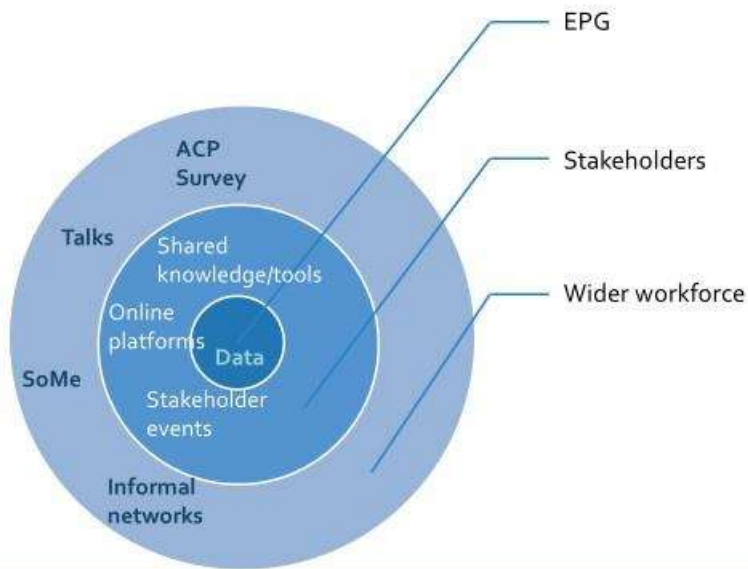 EPG
Stakeholders
Wider workforce
ACP
Survey
Talks
Shared
knowledge/tools
Online
platforms
Data
SoMe
Stakeholder
events
Informal
networks